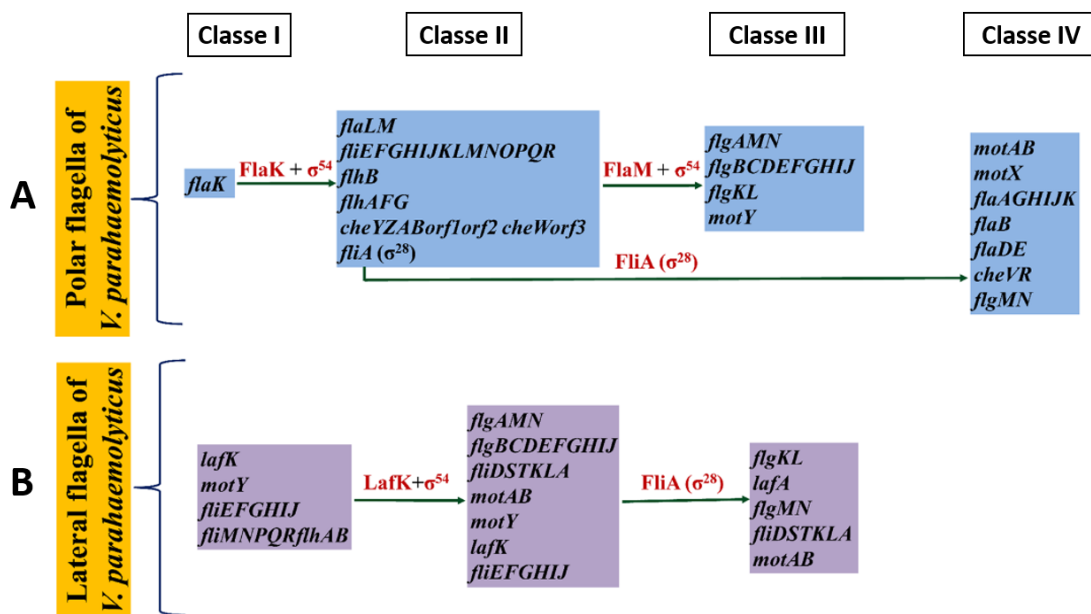 Classe I
Classe II
Classe III
Classe IV
A
Polar flagella of
V. parahaemolyticus
flaK
FlaK + σ54
flaLM
fliEFGHIJKLMNOPQR
flhB
flhAFG
cheYZABorf1orf2 cheWorf3
fliA (σ28)
FlaM + σ54
flgAMN
flgBCDEFGHIJ
flgKL
motY
FliA (σ28)
motAB
motX
flaAGHIJK
flaB
flaDE
cheVR
flgMN
B
Lateral flagella of
V. parahaemolyticus
lafK
motY
fliEFGHIJ
fliMNPQRflhAB
LafK+σ54
flgAMN
flgBCDEFGHIJ
fliDSTKLA
motAB
motY
lafK
fliEFGHIJ
FliA (σ28)
flgKL
lafA
flgMN
fliDSTKLA
motAB